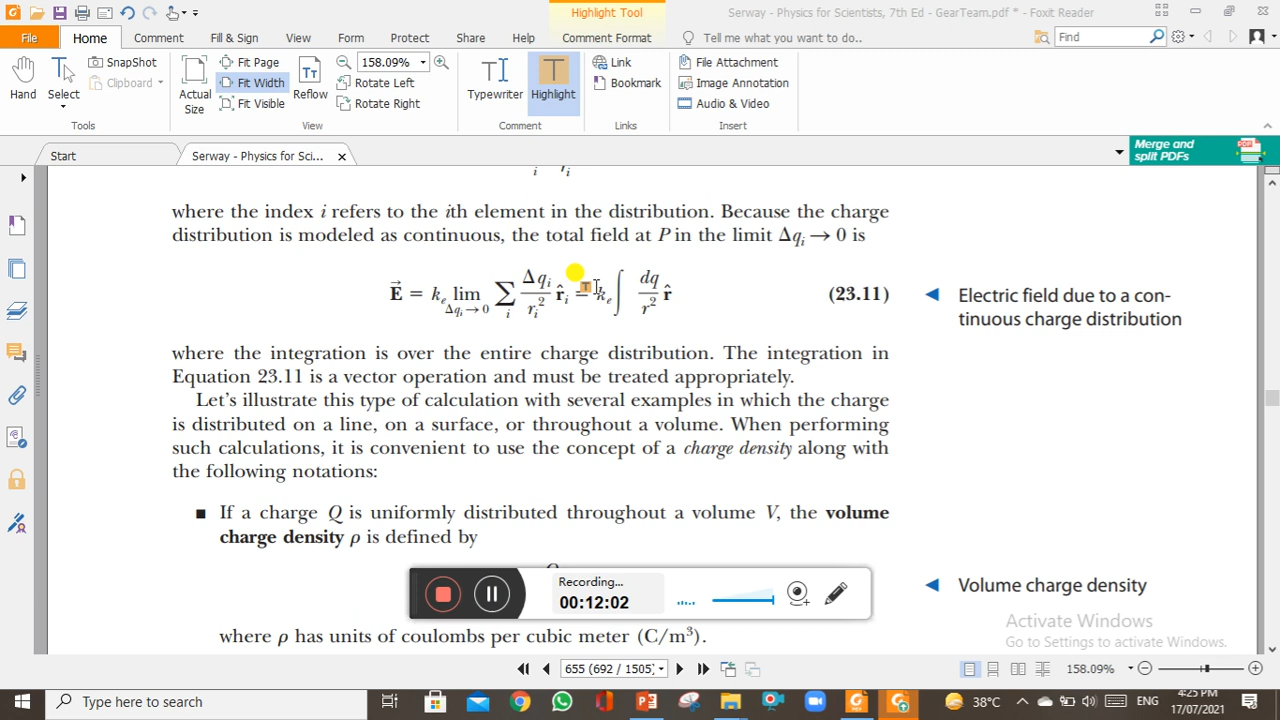 Highlight Tool
Serway - Physics for Scientists, 7th Ed - GearTeam.pdf * - Foxit Reader
File Home Comment Fill & Sign View Form Protect Share Help Comment Format Tell me what you want to do.. Find
Hand
Select
SnapShot
Clipboard
Actual Size
Fit Page
Fit Width
Fit Visible
Reflow
158.09%
Rotate Left
Rotate Right
Typewriter
Highlight
Link
Bookmark
File Attachment
Image Annotation
Audio & Video
Tools View Comment Links Insert
Start Serway - Physics for Sci...
Merge and
split PDFs
where the index i refers to the ith element in the distribution. Because the charge
distribution is modeled as continuous, the total field at P in the limit Δqᵢ → 0 is
E⃗ = kₑ lim Δqᵢ→0 ∑ᵢ Δqᵢ/rᵢ² r̂ᵢ = kₑ ∫ dq/r² r̂ (23.11)
Electric field due to a con-
tinuous charge distribution
where the integration is over the entire charge distribution. The integration in
Equation 23.11 is a vector operation and must be treated appropriately.
Let's illustrate this type of calculation with several examples in which the charge
is distributed on a line, on a surface, or throughout a volume. When performing
such calculations, it is convenient to use the concept of a charge density along with
the following notations:
■ If a charge Q is uniformly distributed throughout a volume V, the volume
charge density ρ is defined by
Volume charge density
Recording...
00:12:02
where ρ has units of coulombs per cubic meter (C/m³).
Activate Windows
Go to Settings to activate Windows.
655 (692 / 1505)
158.09%
Type here to search
38°C
ENG
4:25 PM
17/07/2021